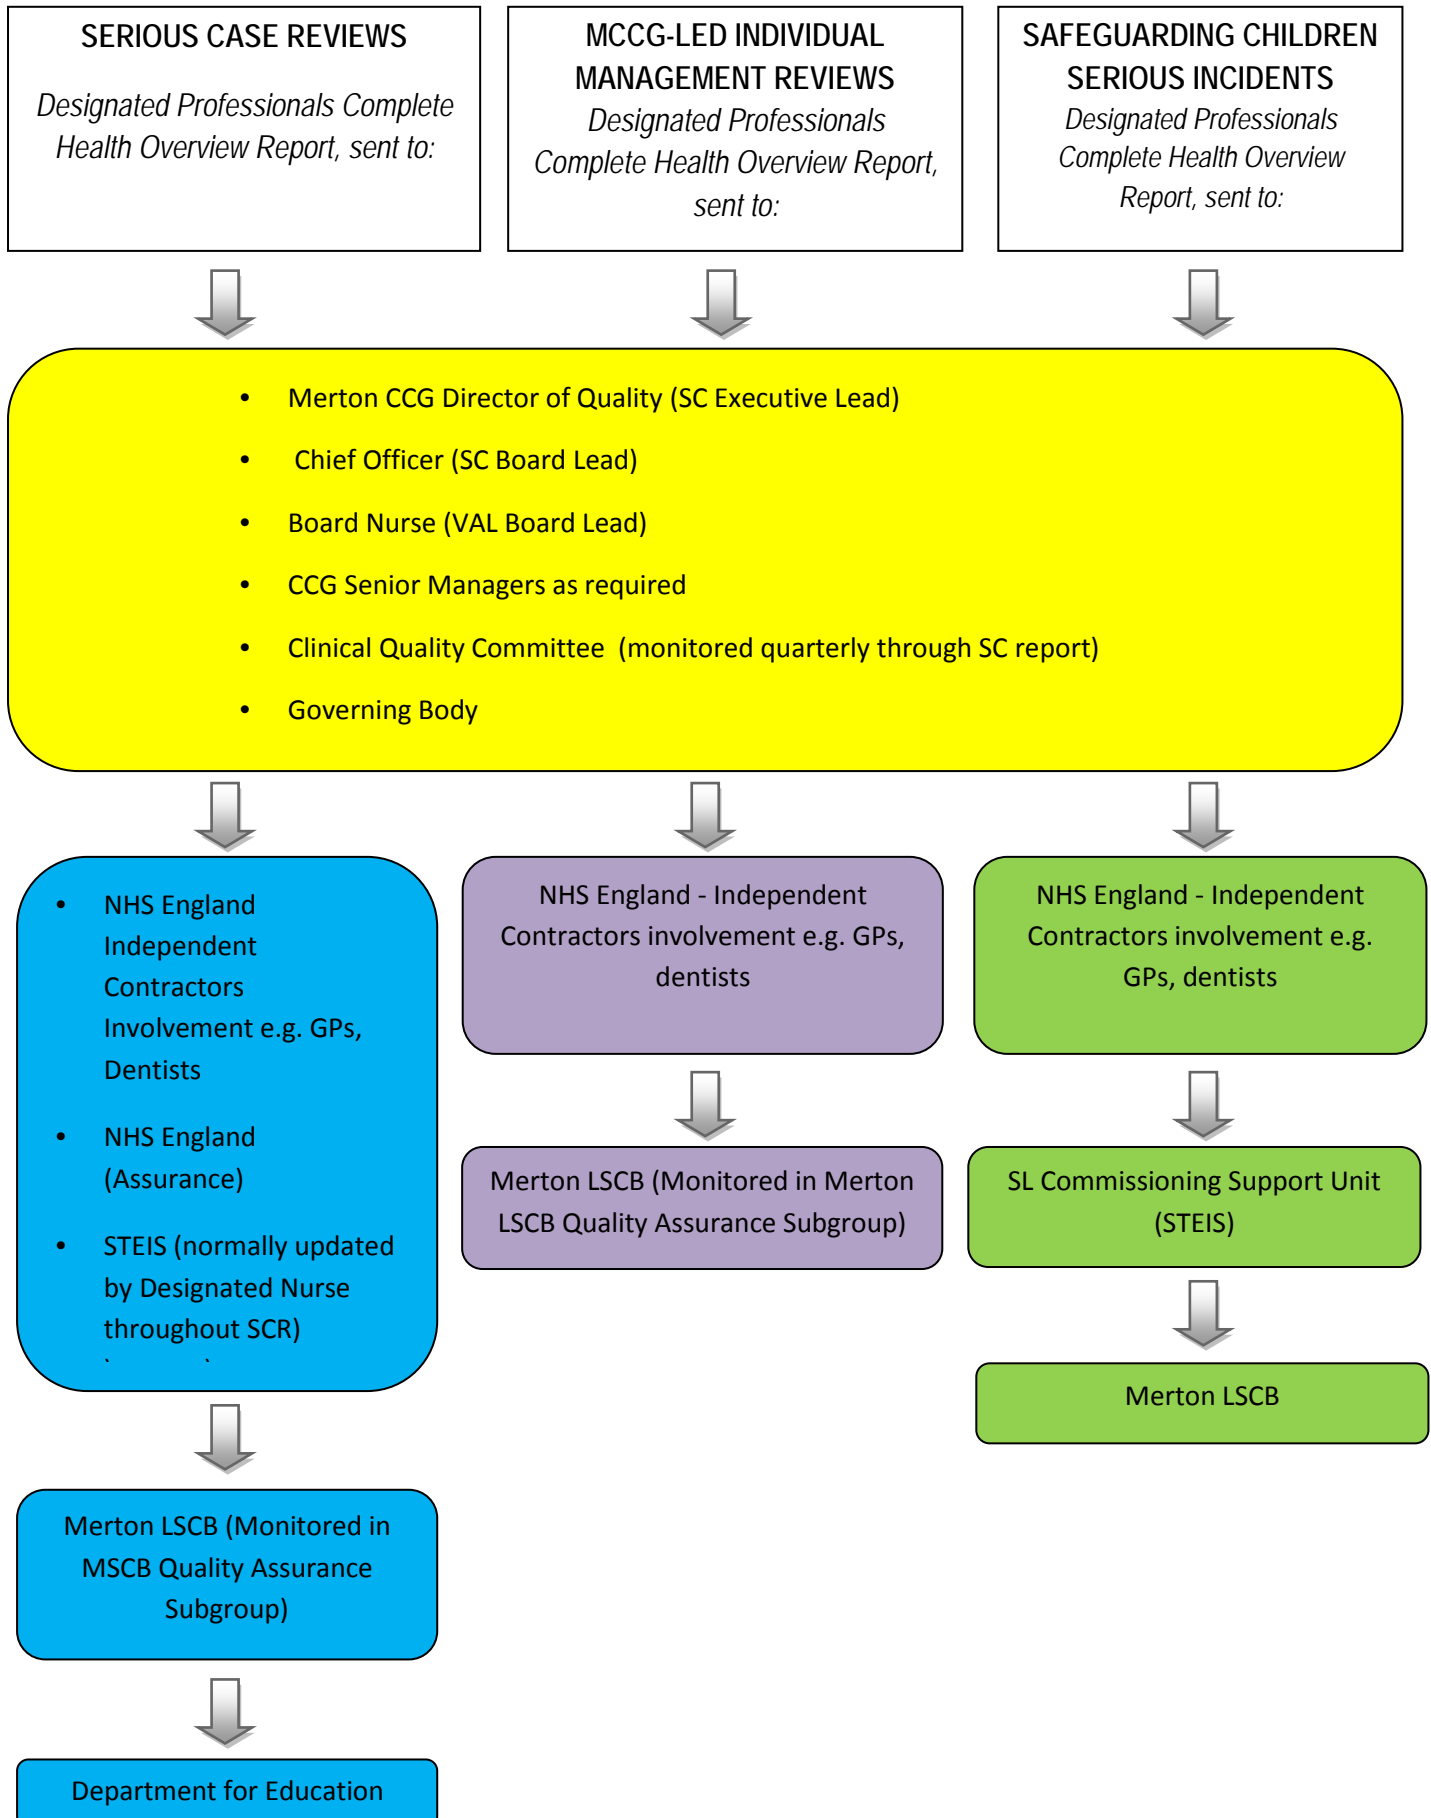 SERIOUS CASE REVIEWS
Designated Professionals Complete
Health Overview Report, sent to:
MCCG-LED INDIVIDUAL
MANAGEMENT REVIEWS
Designated Professionals
Complete Health Overview Report,
sent to:
SAFEGUARDING CHILDREN
SERIOUS INCIDENTS
Designated Professionals
Complete Health Overview
Report, sent to:
• Merton CCG Director of Quality (SC Executive Lead)
• Chief Officer (SC Board Lead)
• Board Nurse (VAL Board Lead)
• CCG Senior Managers as required
• Clinical Quality Committee (monitored quarterly through SC report)
• Governing Body
• NHS England
Independent
Contractors
Involvement e.g. GPs,
Dentists
• NHS England
(Assurance)
• STEIS (normally updated
by Designated Nurse
throughout SCR)
Merton LSCB (Monitored in
MSCB Quality Assurance
Subgroup)
Department for Education
NHS England - Independent
Contractors involvement e.g. GPs,
dentists
Merton LSCB (Monitored in Merton
LSCB Quality Assurance Subgroup)
NHS England - Independent
Contractors involvement e.g.
GPs, dentists
SL Commissioning Support Unit
(STEIS)
Merton LSCB